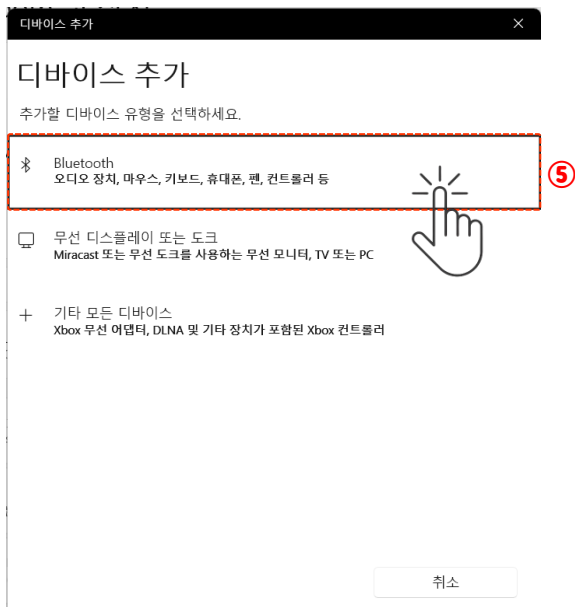 디바이스 추가
디바이스 추가
추가할 디바이스 유형을 선택하세요.
Bluetooth
오디오 장치, 마우스, 키보드, 휴대폰, 펜, 컨트롤러 등
⑤
무선 디스플레이 또는 도크
Miracast 또는 무선 도크를 사용하는 무선 모니터, TV 또는 PC
기타 모든 디바이스
Xbox 무선 어댑터, DLNA 및 기타 장치가 포함된 Xbox 컨트롤러
취소